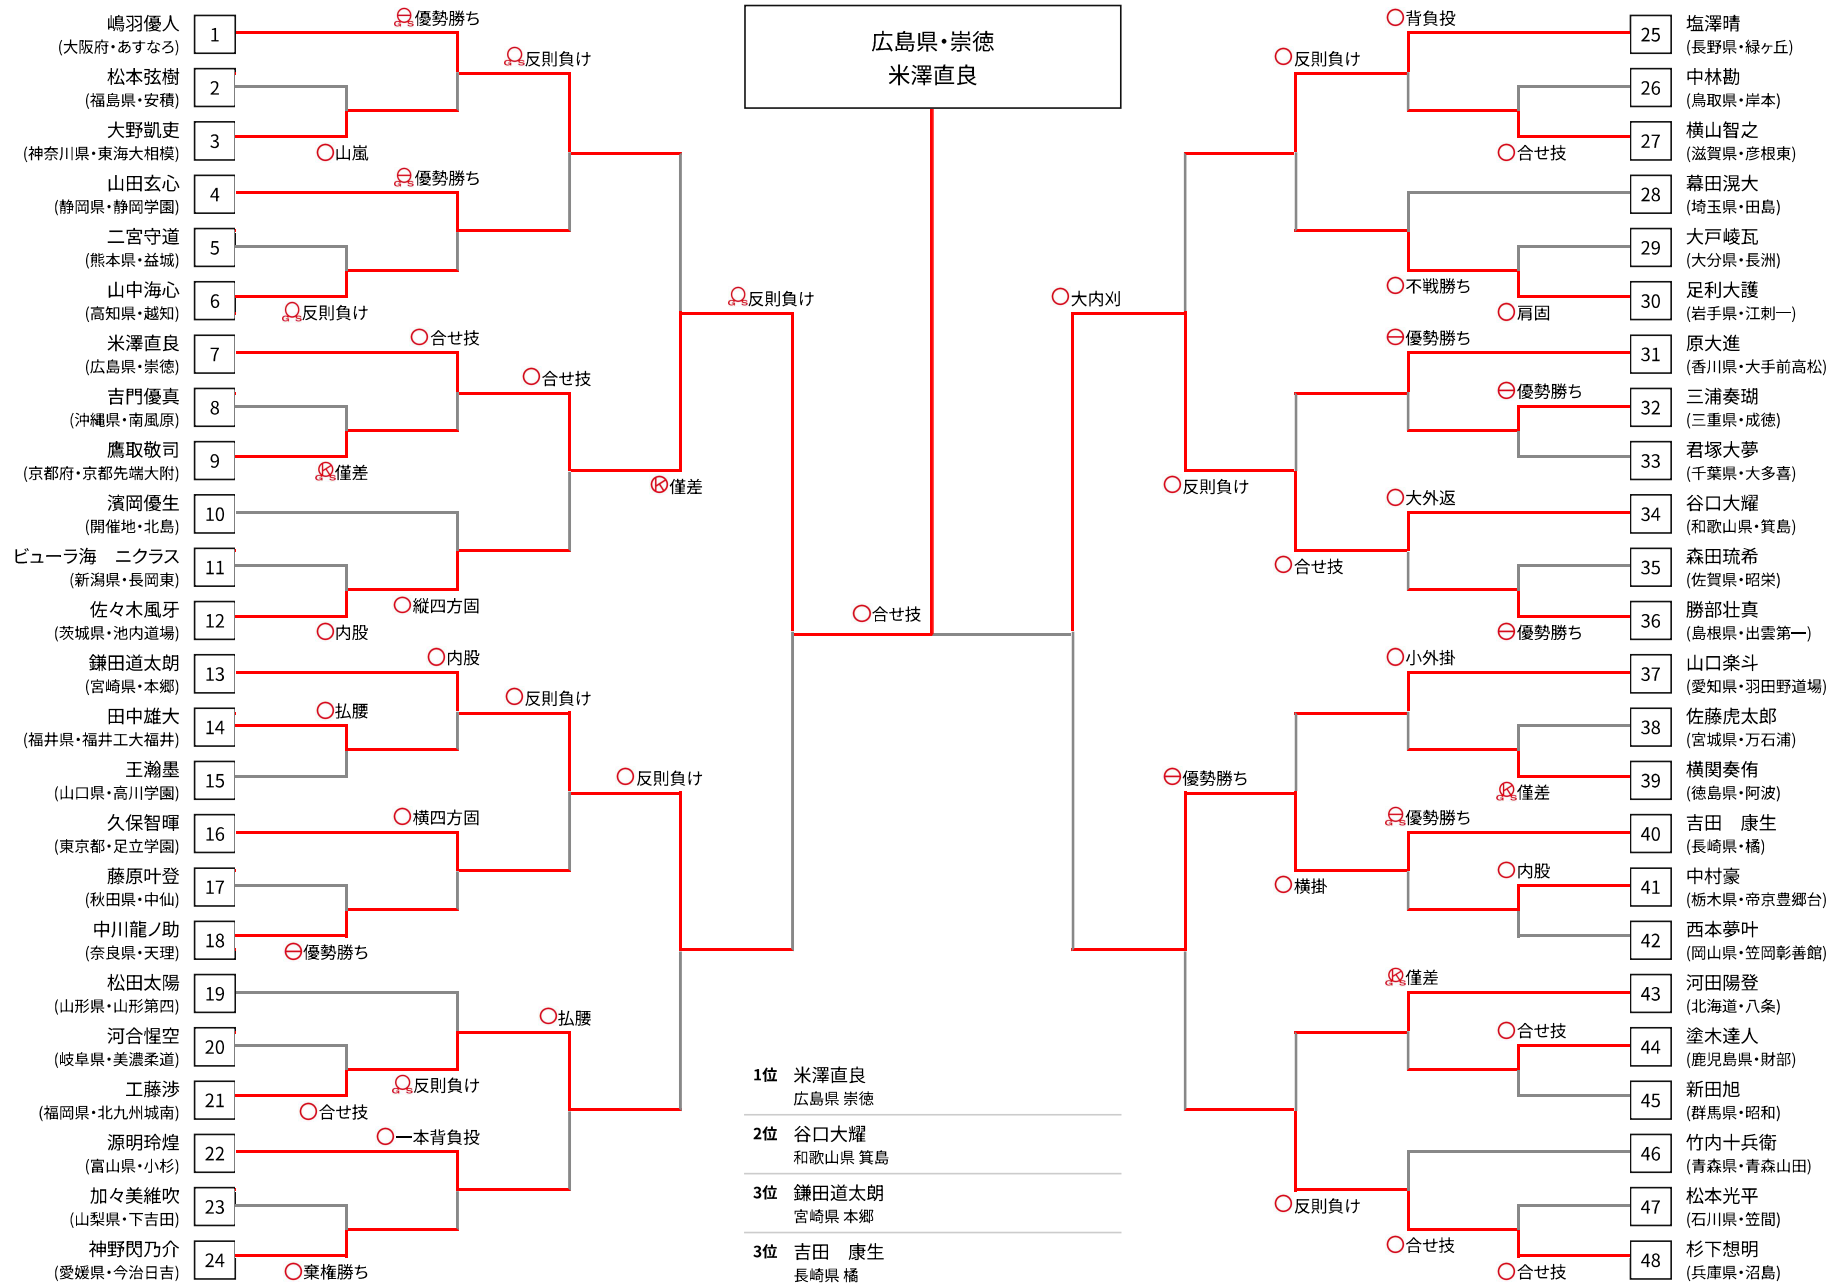 広島県・崇徳
米澤直良
1
嶋羽優人
(大阪府・あすなろ)
2
松本弦樹
(福島県・安積)
3
大野凱吏
(神奈川県・東海大相模)
4
山田玄心
(静岡県・静岡学園)
5
二宮守道
(熊本県・益城)
6
山中海心
(高知県・越知)
7
米澤直良
(広島県・崇徳)
8
吉門優真
(沖縄県・南風原)
9
鷹取敬司
(京都府・京都先端大附)
10
濱岡優生
(開催地・北島)
11
ビューラ海　ニクラス
(新潟県・長岡東)
12
佐々木風牙
(茨城県・池内道場)
13
鎌田道太朗
(宮崎県・本郷)
14
田中雄大
(福井県・福井工大福井)
15
王瀚墨
(山口県・高川学園)
16
久保智暉
(東京都・足立学園)
17
藤原叶登
(秋田県・中仙)
18
中川龍ノ助
(奈良県・天理)
19
松田太陽
(山形県・山形第四)
20
河合惺空
(岐阜県・美濃柔道)
21
工藤渉
(福岡県・北九州城南)
22
源明玲煌
(富山県・小杉)
23
加々美維吹
(山梨県・下吉田)
24
神野閃乃介
(愛媛県・今治日吉)
GS優勢勝ち
山嵐
GS優勢勝ち
GS反則負け
合せ技
GS僅差
内股
縦四方固
内股
払腰
横四方固
優勢勝ち
合せ技
GS反則負け
一本背負投
棄権勝ち
GS反則負け
合せ技
反則負け
払腰
K僅差
反則負け
GS反則負け
合せ技
大内刈
反則負け
優勢勝ち
反則負け
合せ技
横掛
反則負け
背負投
合せ技
不戦勝ち
肩固
優勢勝ち
優勢勝ち
大外返
優勢勝ち
小外掛
GS僅差
GS優勢勝ち
内股
GS僅差
合せ技
合せ技
合せ技
25
塩澤晴
(長野県・緑ヶ丘)
26
中林勘
(鳥取県・岸本)
27
横山智之
(滋賀県・彦根東)
28
幕田滉大
(埼玉県・田島)
29
大戸崚瓦
(大分県・長洲)
30
足利大護
(岩手県・江刺一)
31
原大進
(香川県・大手前高松)
32
三浦奏瑚
(三重県・成徳)
33
君塚大夢
(千葉県・大多喜)
34
谷口大耀
(和歌山県・箕島)
35
森田琉希
(佐賀県・昭栄)
36
勝部壮真
(島根県・出雲第一)
37
山口楽斗
(愛知県・羽田野道場)
38
佐藤虎太郎
(宮城県・万石浦)
39
横関奏侑
(徳島県・阿波)
40
吉田　康生
(長崎県・橘)
41
中村豪
(栃木県・帝京豊郷台)
42
西本夢叶
(岡山県・笠岡彰善館)
43
河田陽登
(北海道・八条)
44
塗木達人
(鹿児島県・財部)
45
新田旭
(群馬県・昭和)
46
竹内十兵衛
(青森県・青森山田)
47
松本光平
(石川県・笠間)
48
杉下想明
(兵庫県・沼島)
1位 米澤直良
広島県 崇徳
2位 谷口大耀
和歌山県 箕島
3位 鎌田道太朗
宮崎県 本郷
3位 吉田　康生
長崎県 橘